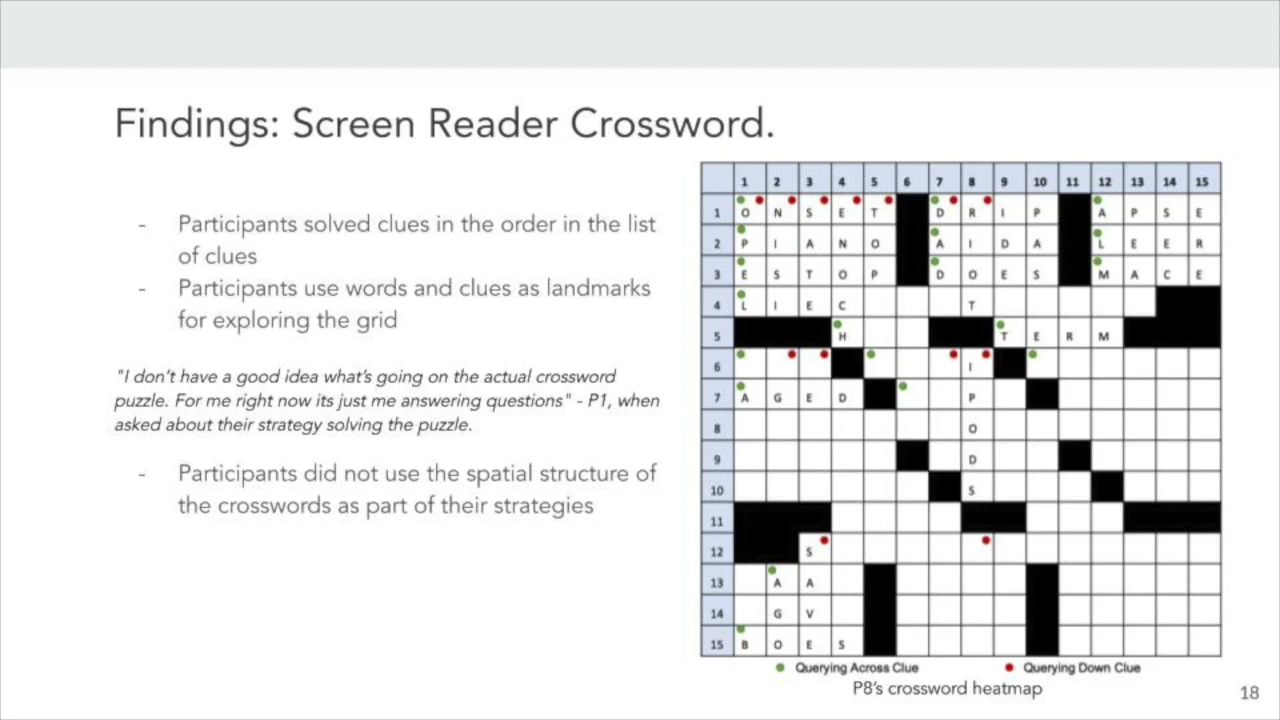 Findings: Screen Reader Crossword.
- Participants solved clues in the order in the list
of clues
- Participants use words and clues as landmarks
for exploring the grid
"I don't have a good idea what's going on the actual crossword
puzzle. For me right now its just me answering questions" - P1, when
asked about their strategy solving the puzzle.
- Participants did not use the spatial structure of
the crosswords as part of their strategies
1 2 3 4 5 6 7 8 9 10 11 12 13 14 15
1 O N S E T D R I P A P S E
2 P I A N O A I D A L E E R
3 E S T O P D O E S M A C E
4 L I E C T
5 H T E R M
6 I
7 A G E D P
8 O
9 D
10 S
11
12 S
13 A A
14 G V
15 B O E S
Querying Across Clue Querying Down Clue
P8's crossword heatmap
18